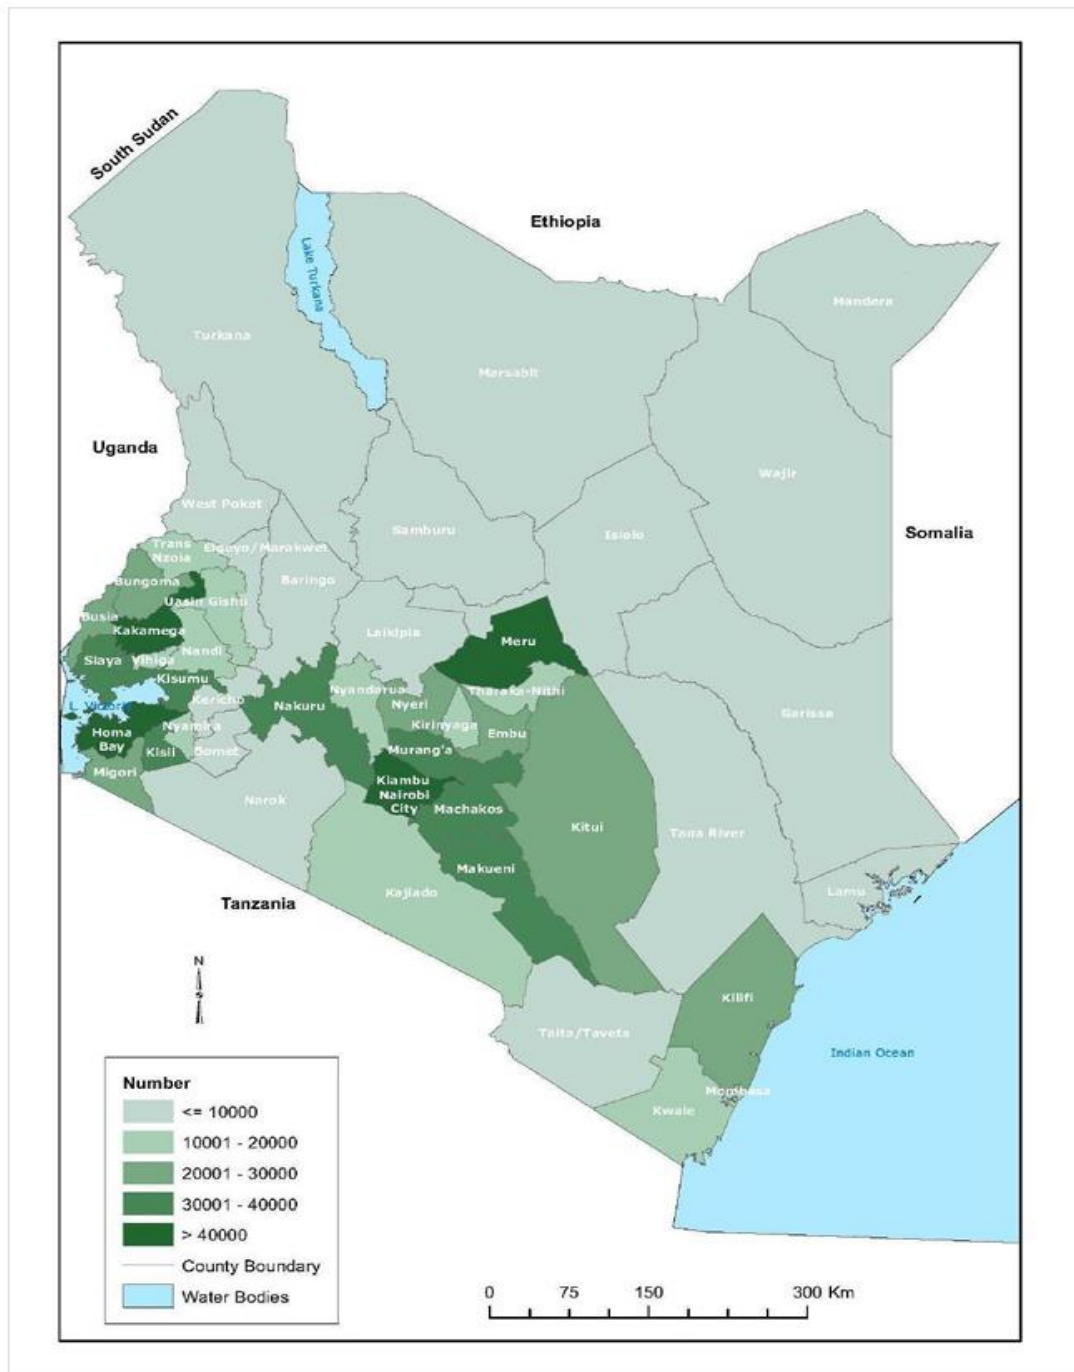 South Sudan
Ethiopia
Lake Turkana
Mandera
Turkana
Marsabit
Uganda
Wajir
West Pokot
Samburu
Isiolo
Somalia
Trans
Nzoia
Elgeyo/Marakwet
Baringo
Bungoma
Uasin Gishu
Busia
Kakamega
Laikipia
Meru
Siaya
Vihiga
Nandi
Kisumu
Kericho
Nyandarua
Tharaka-Nithi
L. Victoria
Nakuru
Nyeri
Garissa
Homa
Bay
Nyamira
Kirinyaga
Embu
Kisii
Bomet
Murang'a
Migori
Kiambu
Nairobi
City
Narok
Machakos
Kitui
Tana River
Makueni
Kajiado
Lamu
Tanzania
N
Kilifi
Taita/Taveta
Indian Ocean
Mombasa
Kwale
Number
<= 10000
10001 - 20000
20001 - 30000
30001 - 40000
> 40000
County Boundary
Water Bodies
0 75 150 300 Km